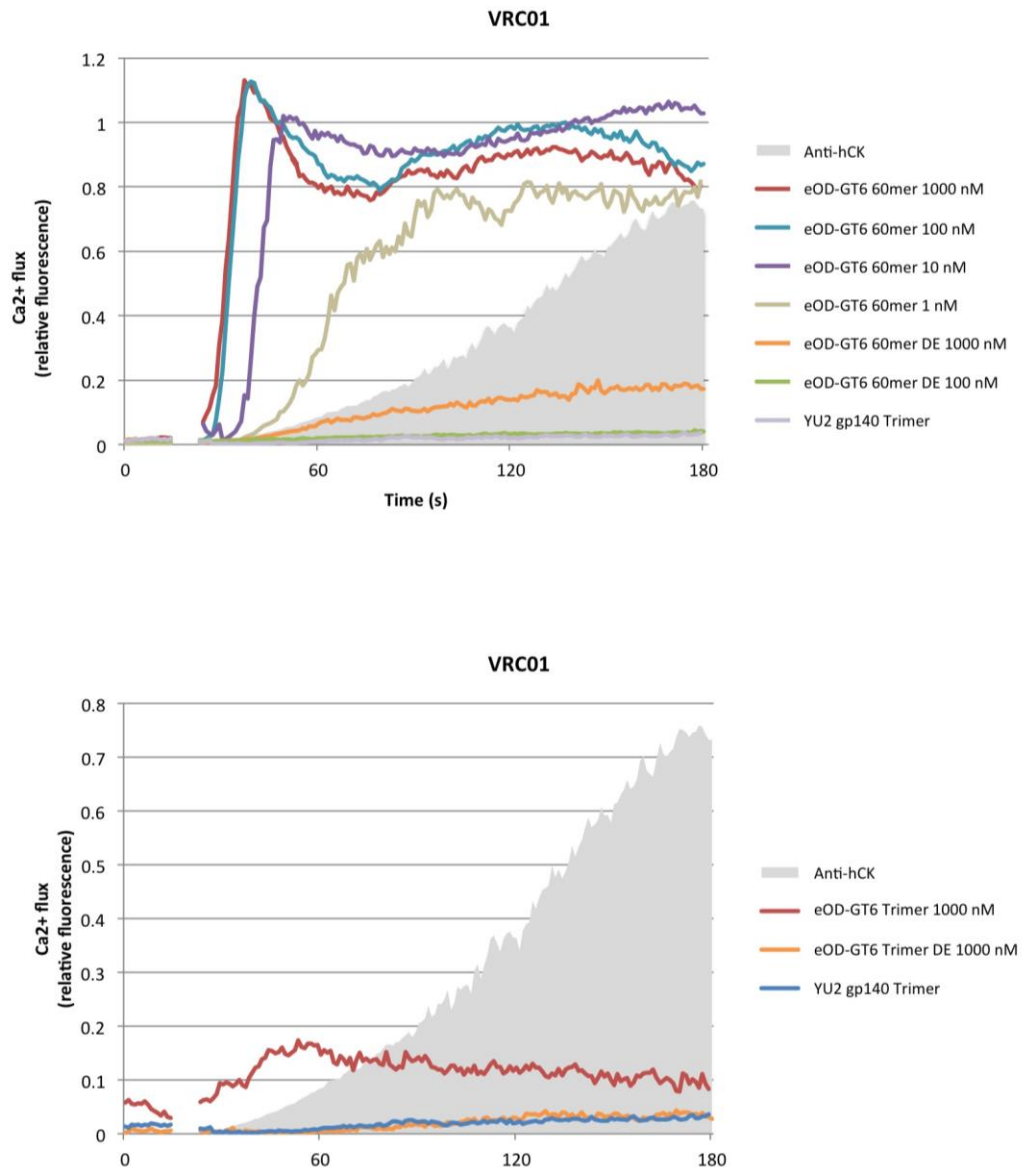 VRC01
1.2
1
0.8
0.6
0.4
0.2
0
Ca2+ flux
(relative fluorescence)
0
60
120
180
Time (s)
Anti-hCK
eOD-GT6 60mer 1000 nM
eOD-GT6 60mer 100 nM
eOD-GT6 60mer 10 nM
eOD-GT6 60mer 1 nM
eOD-GT6 60mer DE 1000 nM
eOD-GT6 60mer DE 100 nM
YU2 gp140 Trimer
VRC01
0.8
0.7
0.6
0.5
0.4
0.3
0.2
0.1
0
Ca2+ flux
(relative fluorescence)
0
60
120
180
Anti-hCK
eOD-GT6 Trimer 1000 nM
eOD-GT6 Trimer DE 1000 nM
YU2 gp140 Trimer